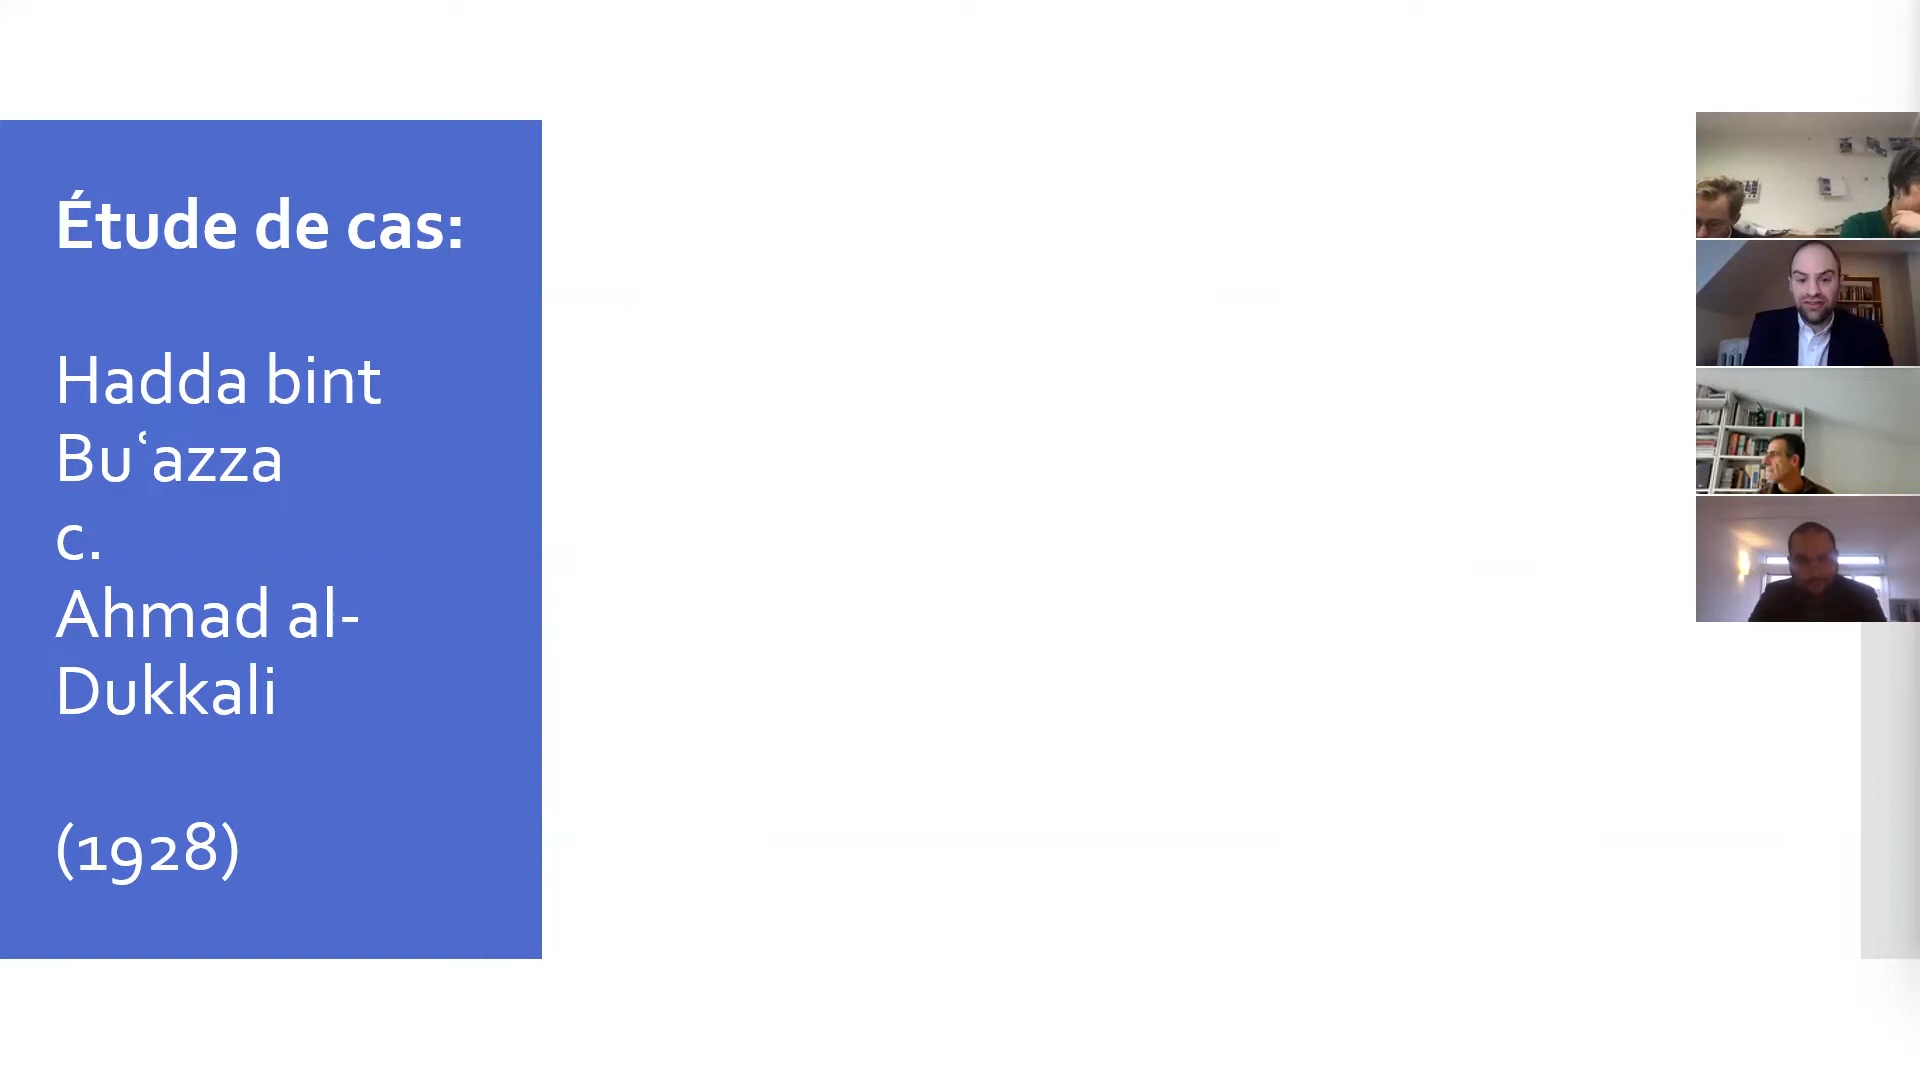 Étude de cas:
Hadda bint
Buʿazza
c.
Ahmad al-
Dukkali
(1928)